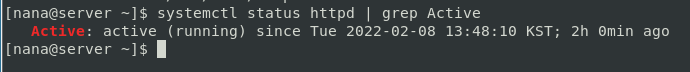 [nana@server ~]$ systemctl status httpd | grep Active
   Active: active (running) since Tue 2022-02-08 13:48:10 KST; 2h 0min ago
[nana@server ~]$